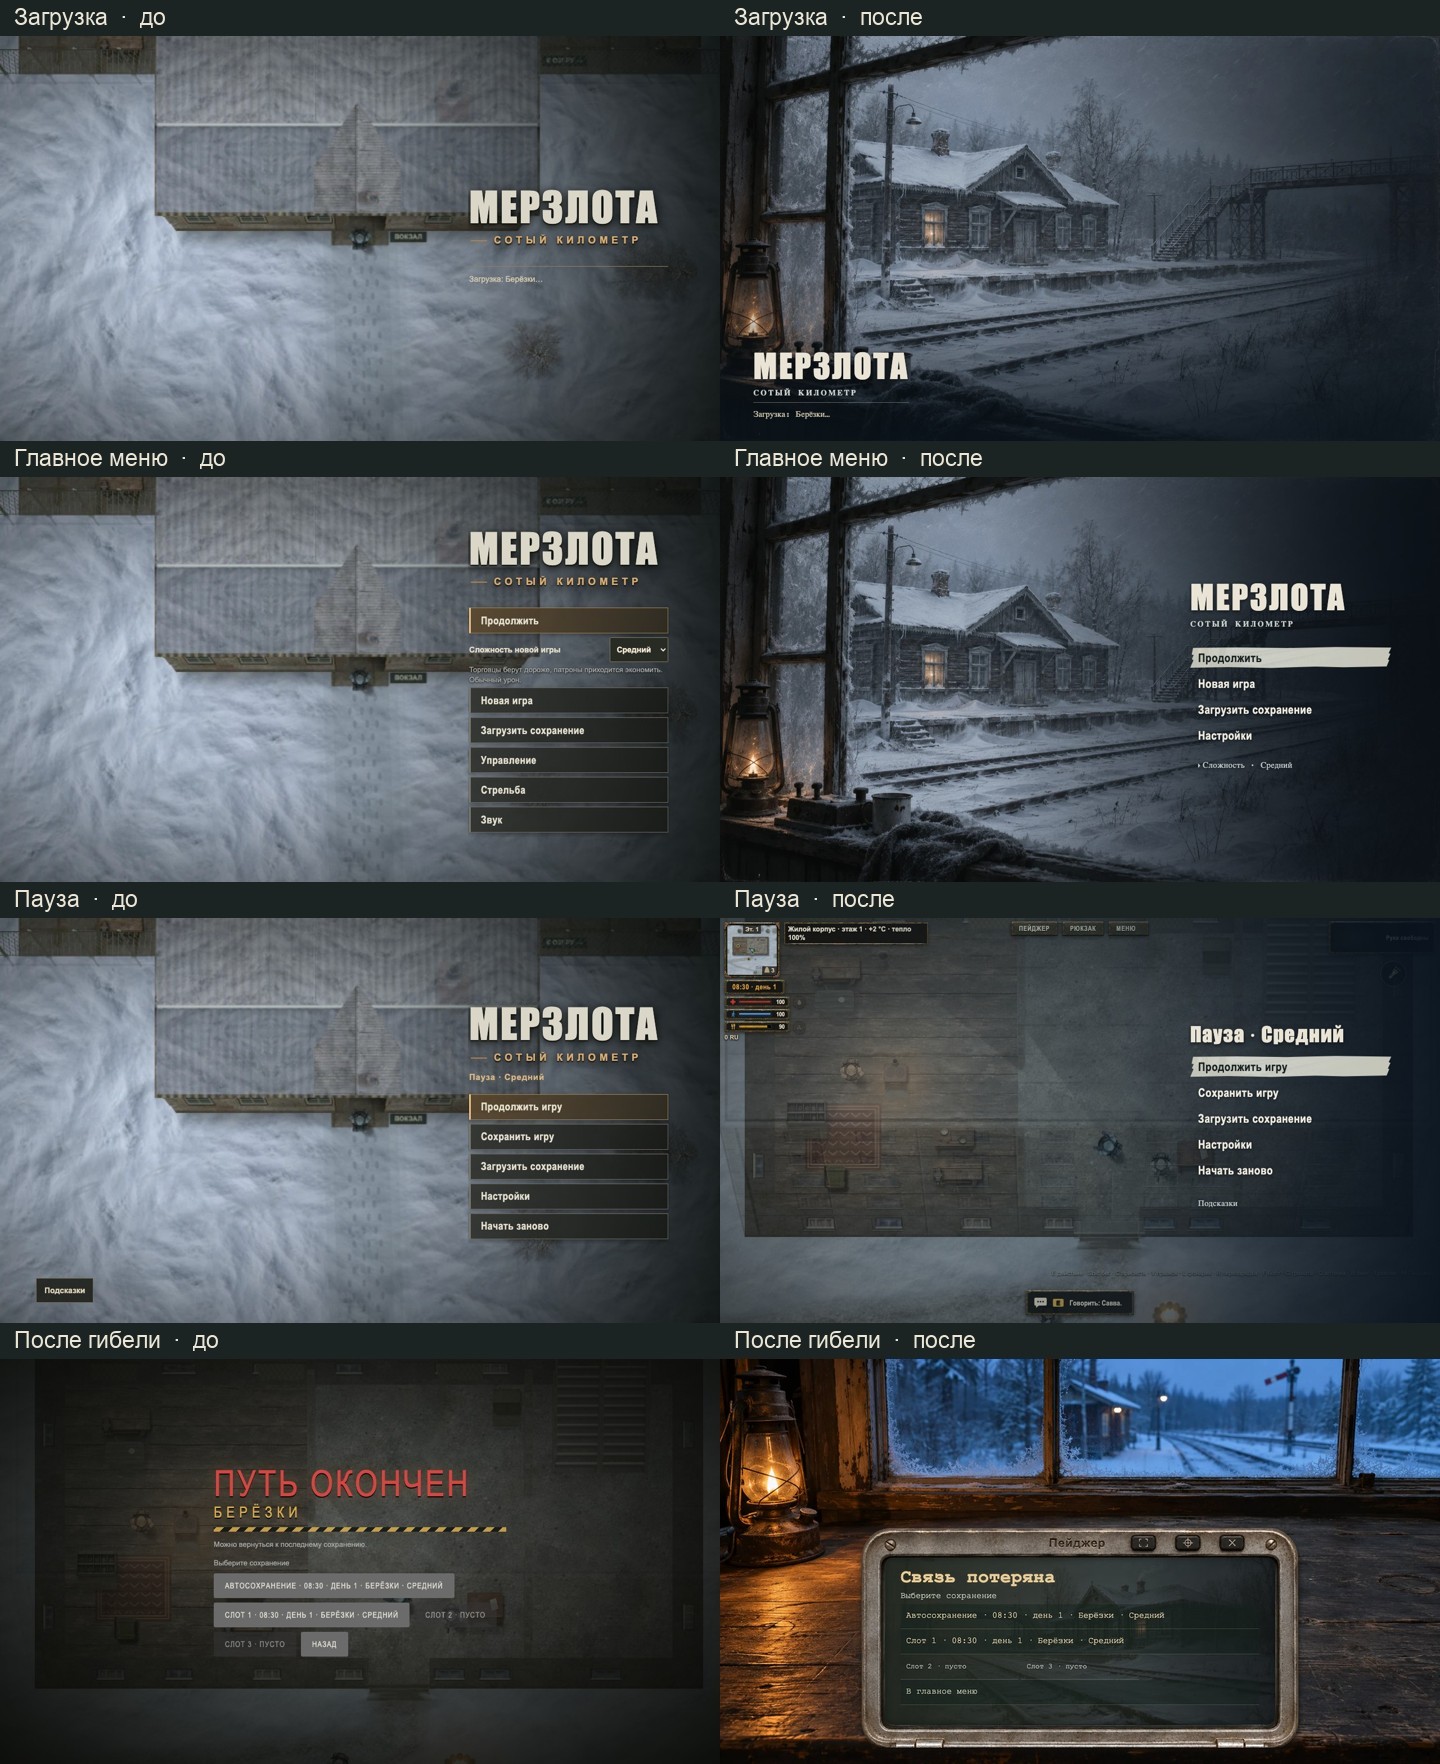 Загрузка · до
МЕРЗЛОТА
СОТЫЙ КИЛОМЕТР
ВОКЗАЛ
Загрузка: Берёзки...
Загрузка · после
МЕРЗЛОТА
СОТЫЙ КИЛОМЕТР
Загрузка: Берёзки...
Главное меню · до
МЕРЗЛОТА
СОТЫЙ КИЛОМЕТР
Продолжить
Сложность новой игры
Средний
ВОКЗАЛ
Торговцы берут дороже, патроны приходится экономить.
Обычный урон.
Новая игра
Загрузить сохранение
Управление
Стрельба
Звук
Главное меню · после
МЕРЗЛОТА
СОТЫЙ КИЛОМЕТР
Продолжить
Новая игра
Загрузить сохранение
Настройки
Сложность · Средний
Пауза · до
МЕРЗЛОТА
СОТЫЙ КИЛОМЕТР
Пауза · Средний
Продолжить игру
ВОКЗАЛ
Сохранить игру
Загрузить сохранение
Настройки
Начать заново
Подсказки
Пауза · после
Эт. 1
3
Жилой корпус · этаж 1 · +2 °C · тепло
100%
ПЕЙДЖЕР
РЮКЗАК
МЕНЮ
08:30 · день 1
100
100
90
0 RU
Пауза · Средний
Продолжить игру
Сохранить игру
Загрузить сохранение
Настройки
Начать заново
Подсказки
Говорить: Савва.
После гибели · до
ПУТЬ ОКОНЧЕН
БЕРЁЗКИ
Можно вернуться к последнему сохранению.
Выберите сохранение
АВТОСОХРАНЕНИЕ · 08:30 · ДЕНЬ 1 · БЕРЁЗКИ · СРЕДНИЙ
СЛОТ 1 · 08:30 · ДЕНЬ 1 · БЕРЁЗКИ · СРЕДНИЙ
СЛОТ 2 · ПУСТО
СЛОТ 3 · ПУСТО
НАЗАД
После гибели · после
Пейджер
Связь потеряна
Выберите сохранение
Автосохранение · 08:30 · день 1 · Берёзки · Средний
Слот 1 · 08:30 · день 1 · Берёзки · Средний
Слот 2 · пусто
Слот 3 · пусто
В главное меню